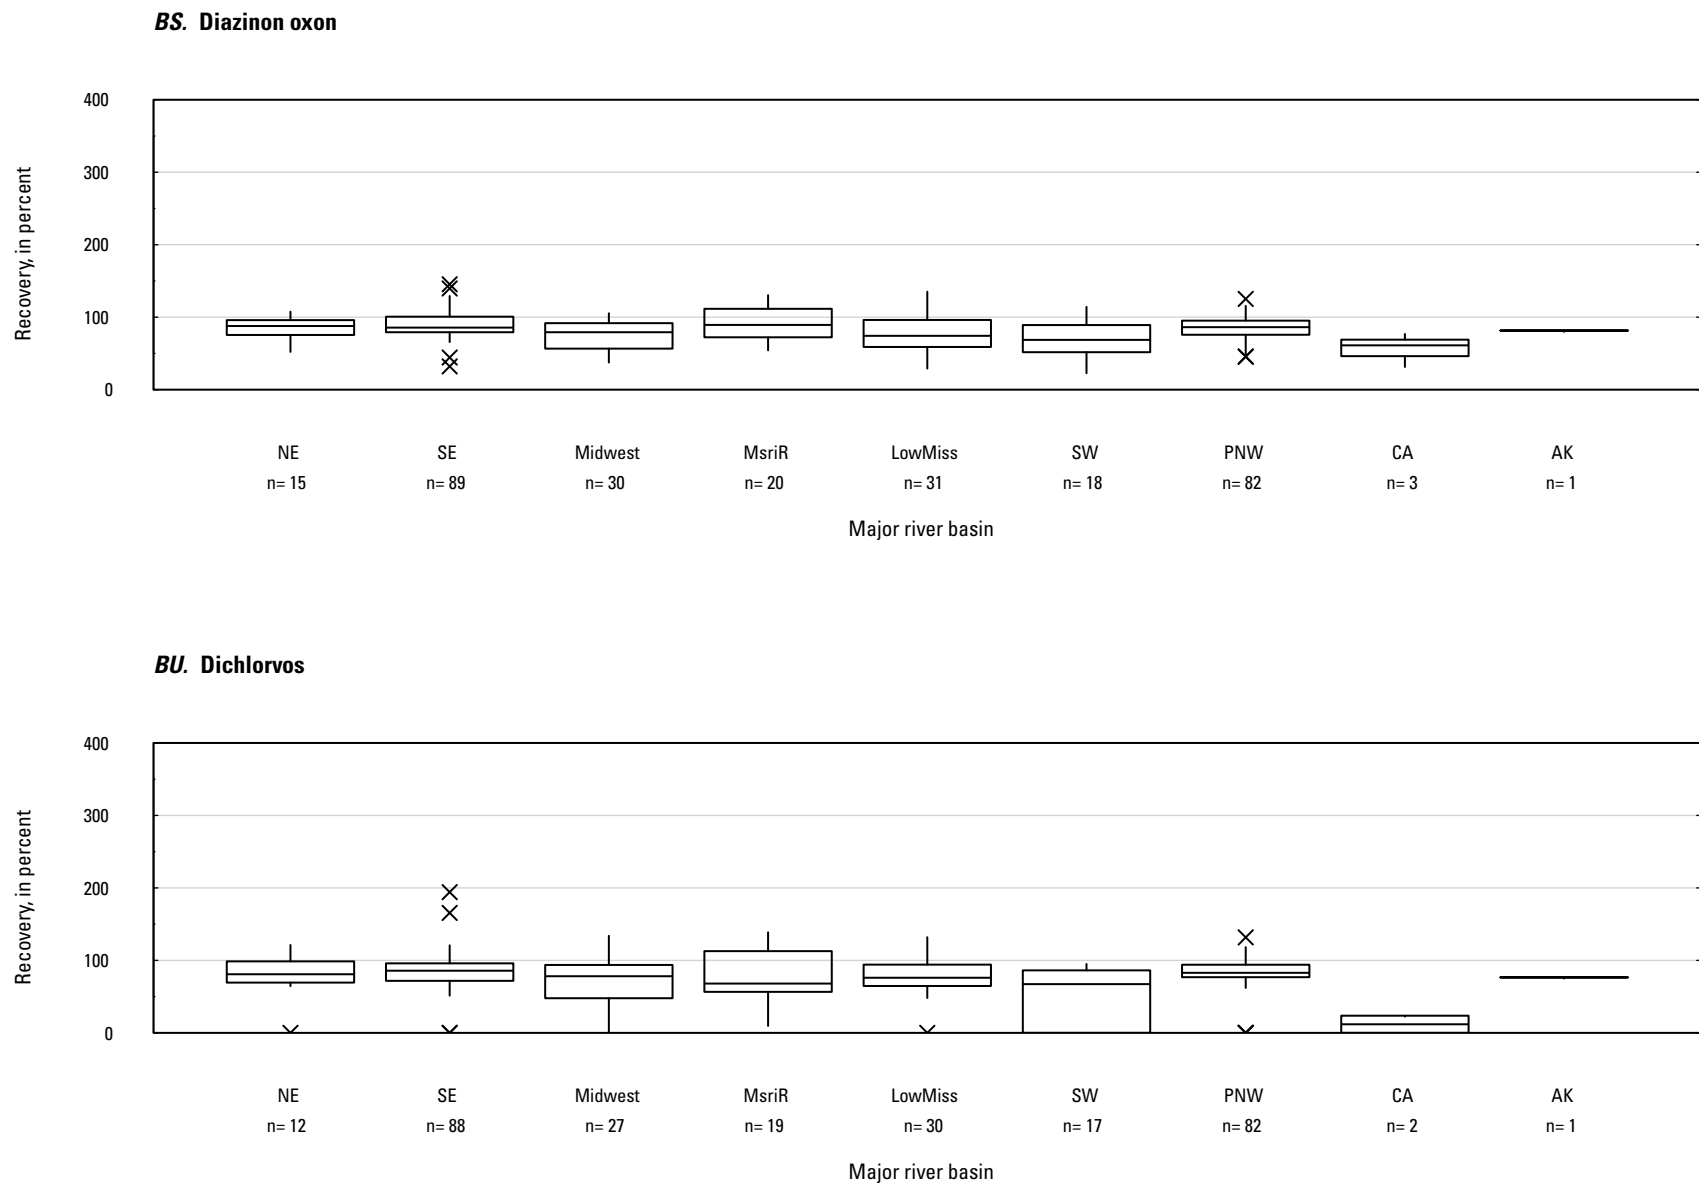 BS. Diazinon oxon
400
300
200
100
0
Recovery, in percent
NE SE Midwest MsriR LowMiss SW PNW CA AK
n= 15 n= 89 n= 30 n= 20 n= 31 n= 18 n= 82 n= 3 n= 1
Major river basin
BU. Dichlorvos
400
300
200
100
0
Recovery, in percent
NE SE Midwest MsriR LowMiss SW PNW CA AK
n= 12 n= 88 n= 27 n= 19 n= 30 n= 17 n= 82 n= 2 n= 1
Major river basin